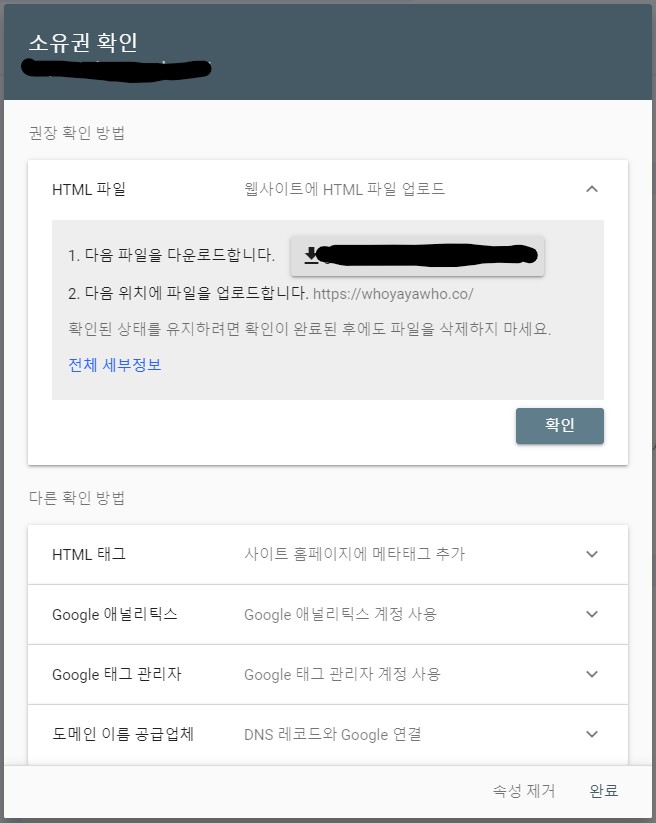 소유권 확인
권장 확인 방법
HTML 파일 웹사이트에 HTML 파일 업로드
1. 다음 파일을 다운로드합니다.
2. 다음 위치에 파일을 업로드합니다. https://whoyayawho.co/
확인된 상태를 유지하려면 확인이 완료된 후에도 파일을 삭제하지 마세요.
전체 세부정보
확인
다른 확인 방법
HTML 태그 사이트 홈페이지에 메타태그 추가
Google 애널리틱스 Google 애널리틱스 계정 사용
Google 태그 관리자 Google 태그 관리자 계정 사용
도메인 이름 공급업체 DNS 레코드와 Google 연결
속성 제거 완료